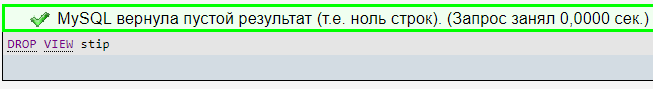 MySQL вернула пустой результат (т.е. ноль строк). (Запрос занял 0,0000 сек.)
DROP VIEW stip